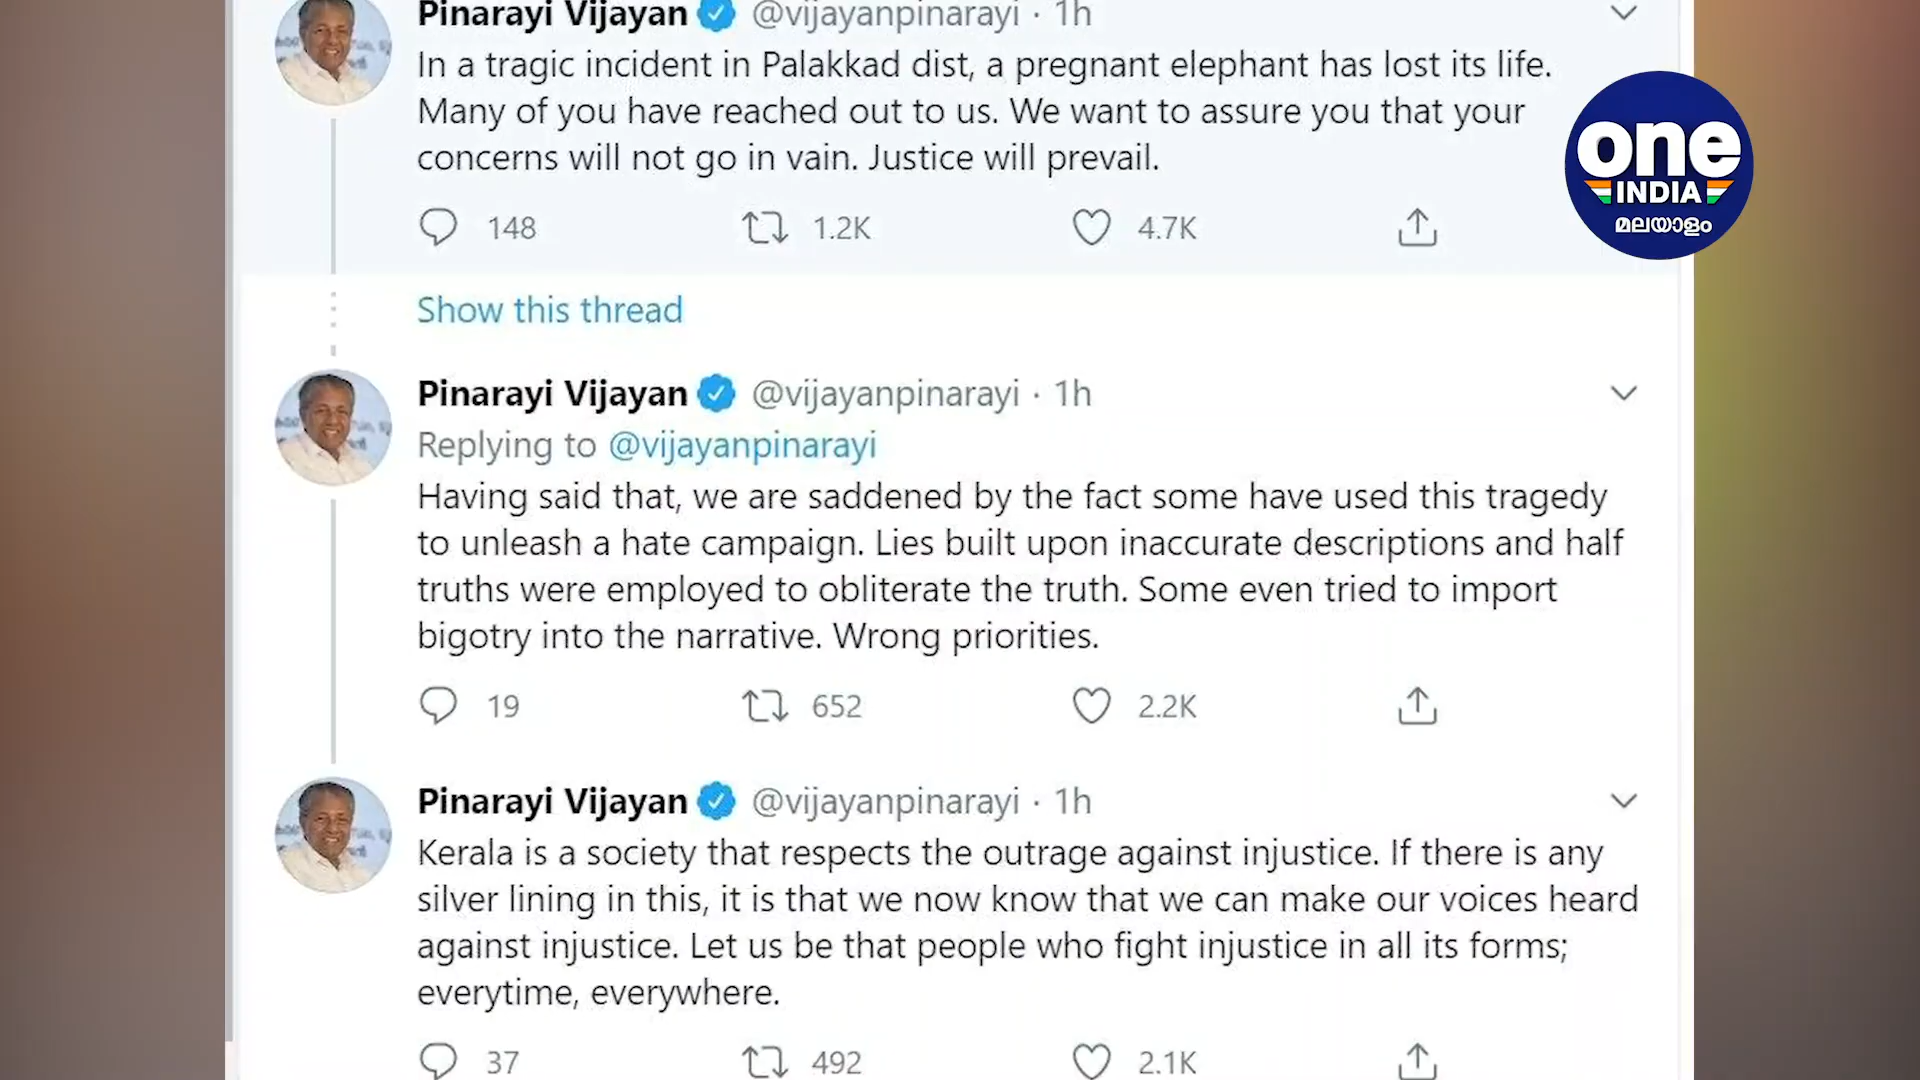 Pinarayi Vijayan @vijayanpinarayi · 1h
In a tragic incident in Palakkad dist, a pregnant elephant has lost its life.
Many of you have reached out to us. We want to assure you that your
concerns will not go in vain. Justice will prevail.
148 1.2K 4.7K
one
INDIA
മലയാളം
Show this thread
Pinarayi Vijayan @vijayanpinarayi · 1h
Replying to @vijayanpinarayi
Having said that, we are saddened by the fact some have used this tragedy
to unleash a hate campaign. Lies built upon inaccurate descriptions and half
truths were employed to obliterate the truth. Some even tried to import
bigotry into the narrative. Wrong priorities.
19 652 2.2K
Pinarayi Vijayan @vijayanpinarayi · 1h
Kerala is a society that respects the outrage against injustice. If there is any
silver lining in this, it is that we now know that we can make our voices heard
against injustice. Let us be that people who fight injustice in all its forms;
everytime, everywhere.
37 492 2.1K